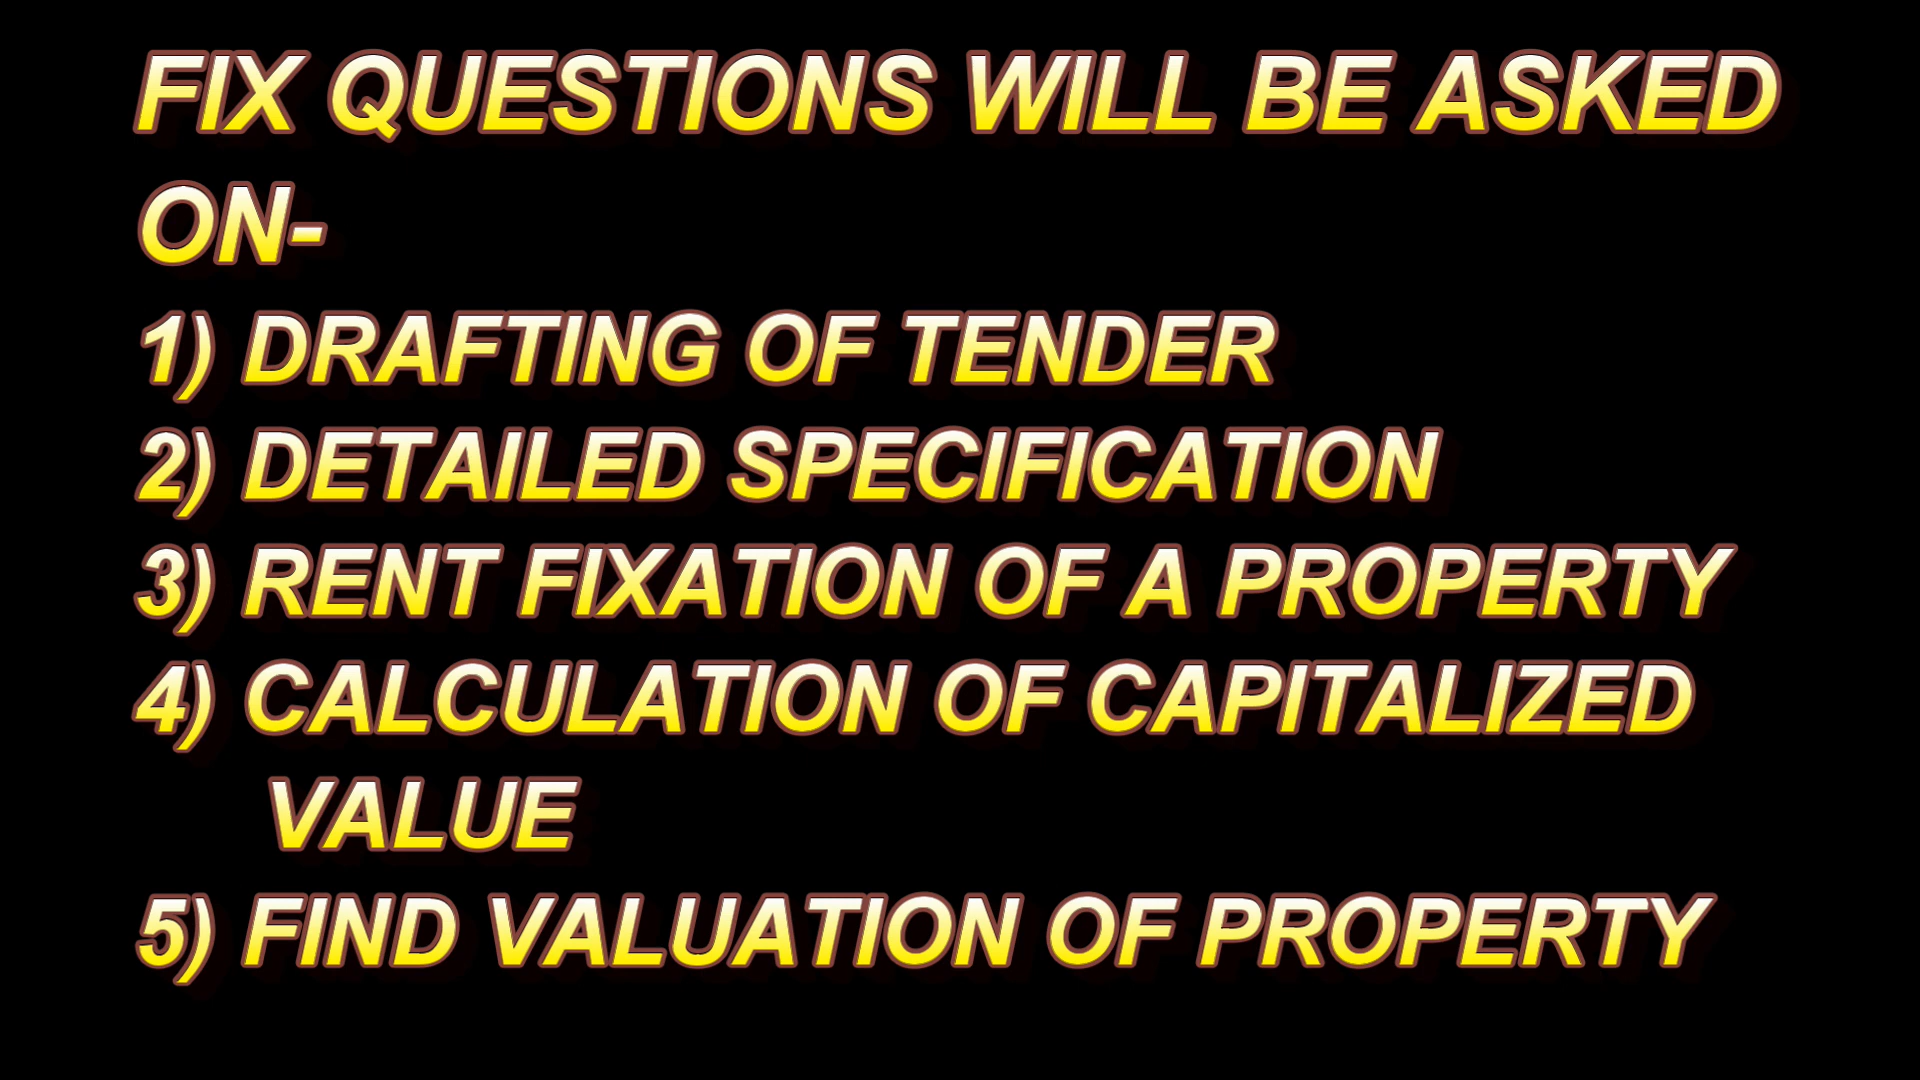 FIX QUESTIONS WILL BE ASKED
ON-
1) DRAFTING OF TENDER
2) DETAILED SPECIFICATION
3) RENT FIXATION OF A PROPERTY
4) CALCULATION OF CAPITALIZED
VALUE
5) FIND VALUATION OF PROPERTY